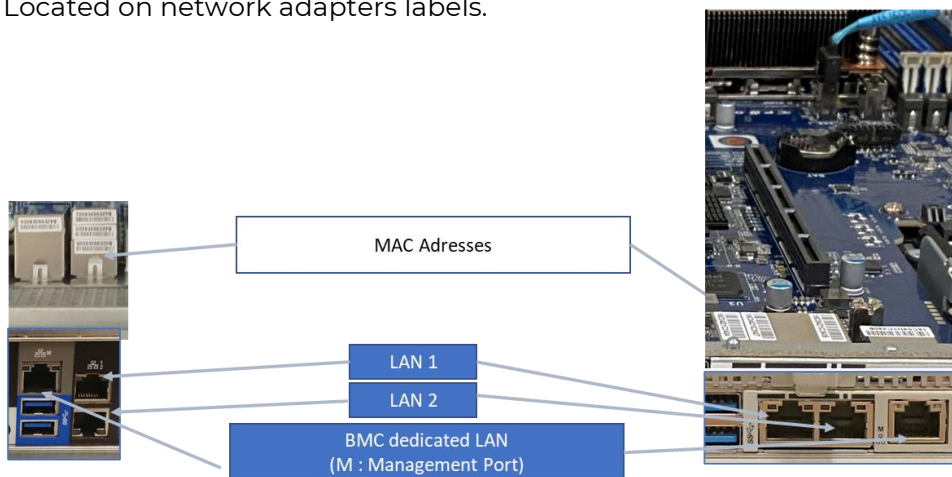 Located on network adapters labels.
MAC Adresses
LAN 1
LAN 2
BMC dedicated LAN
(M : Management Port)